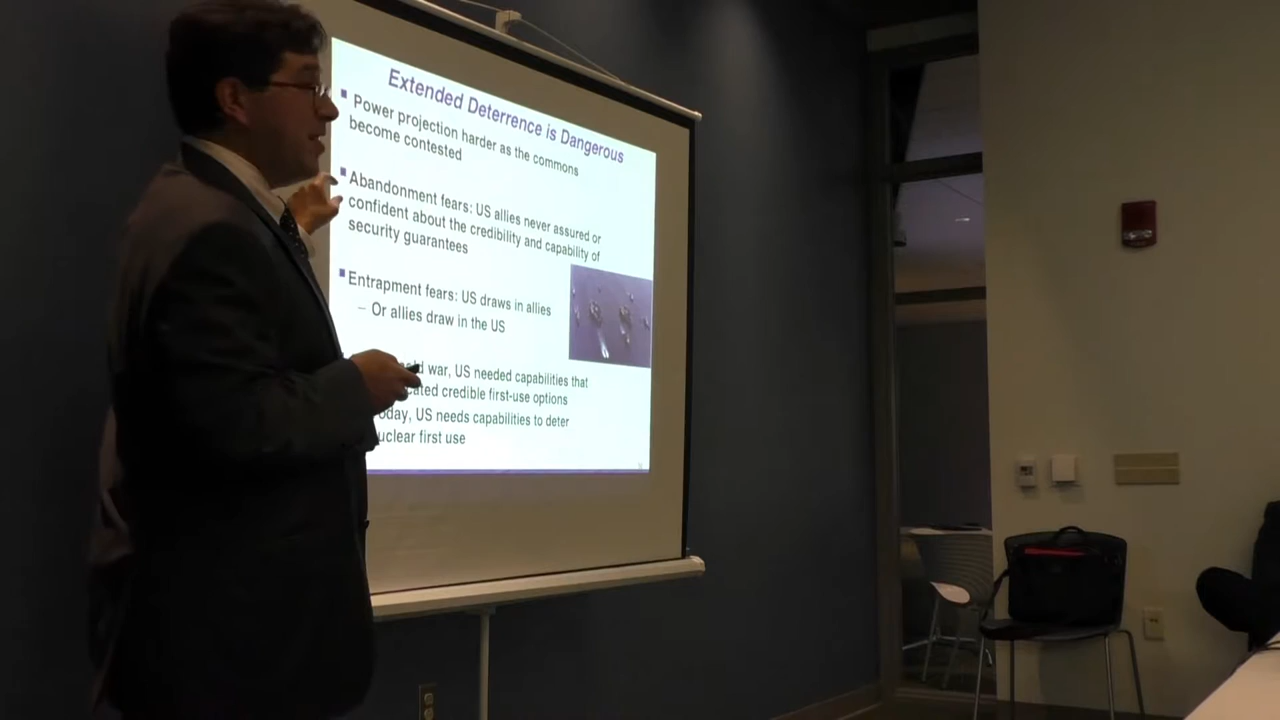 Extended Deterrence is Dangerous
Power projection harder as the commons
become contested
Abandonment fears: US allies never assured or
confident about the credibility and capability of
security guarantees
Entrapment fears: US draws in allies
– Or allies draw in the US
war, US needed capabilities that
credible first-use options
oday, US needs capabilities to deter
uclear first use